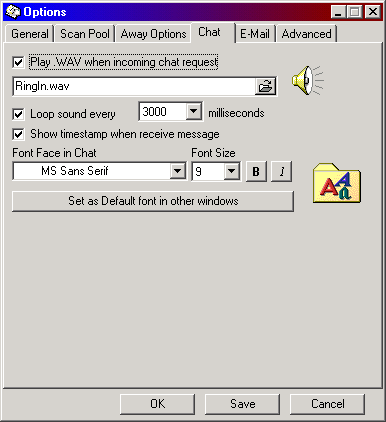 Options
General Scan Pool Away Options Chat E-Mail Advanced
Play .WAV when incoming chat request
RingIn.wav
Loop sound every 3000 milliseconds
Show timestamp when receive message
Font Face in Chat Font Size
MS Sans Serif 9 B I
Set as Default font in other windows
OK Save Cancel